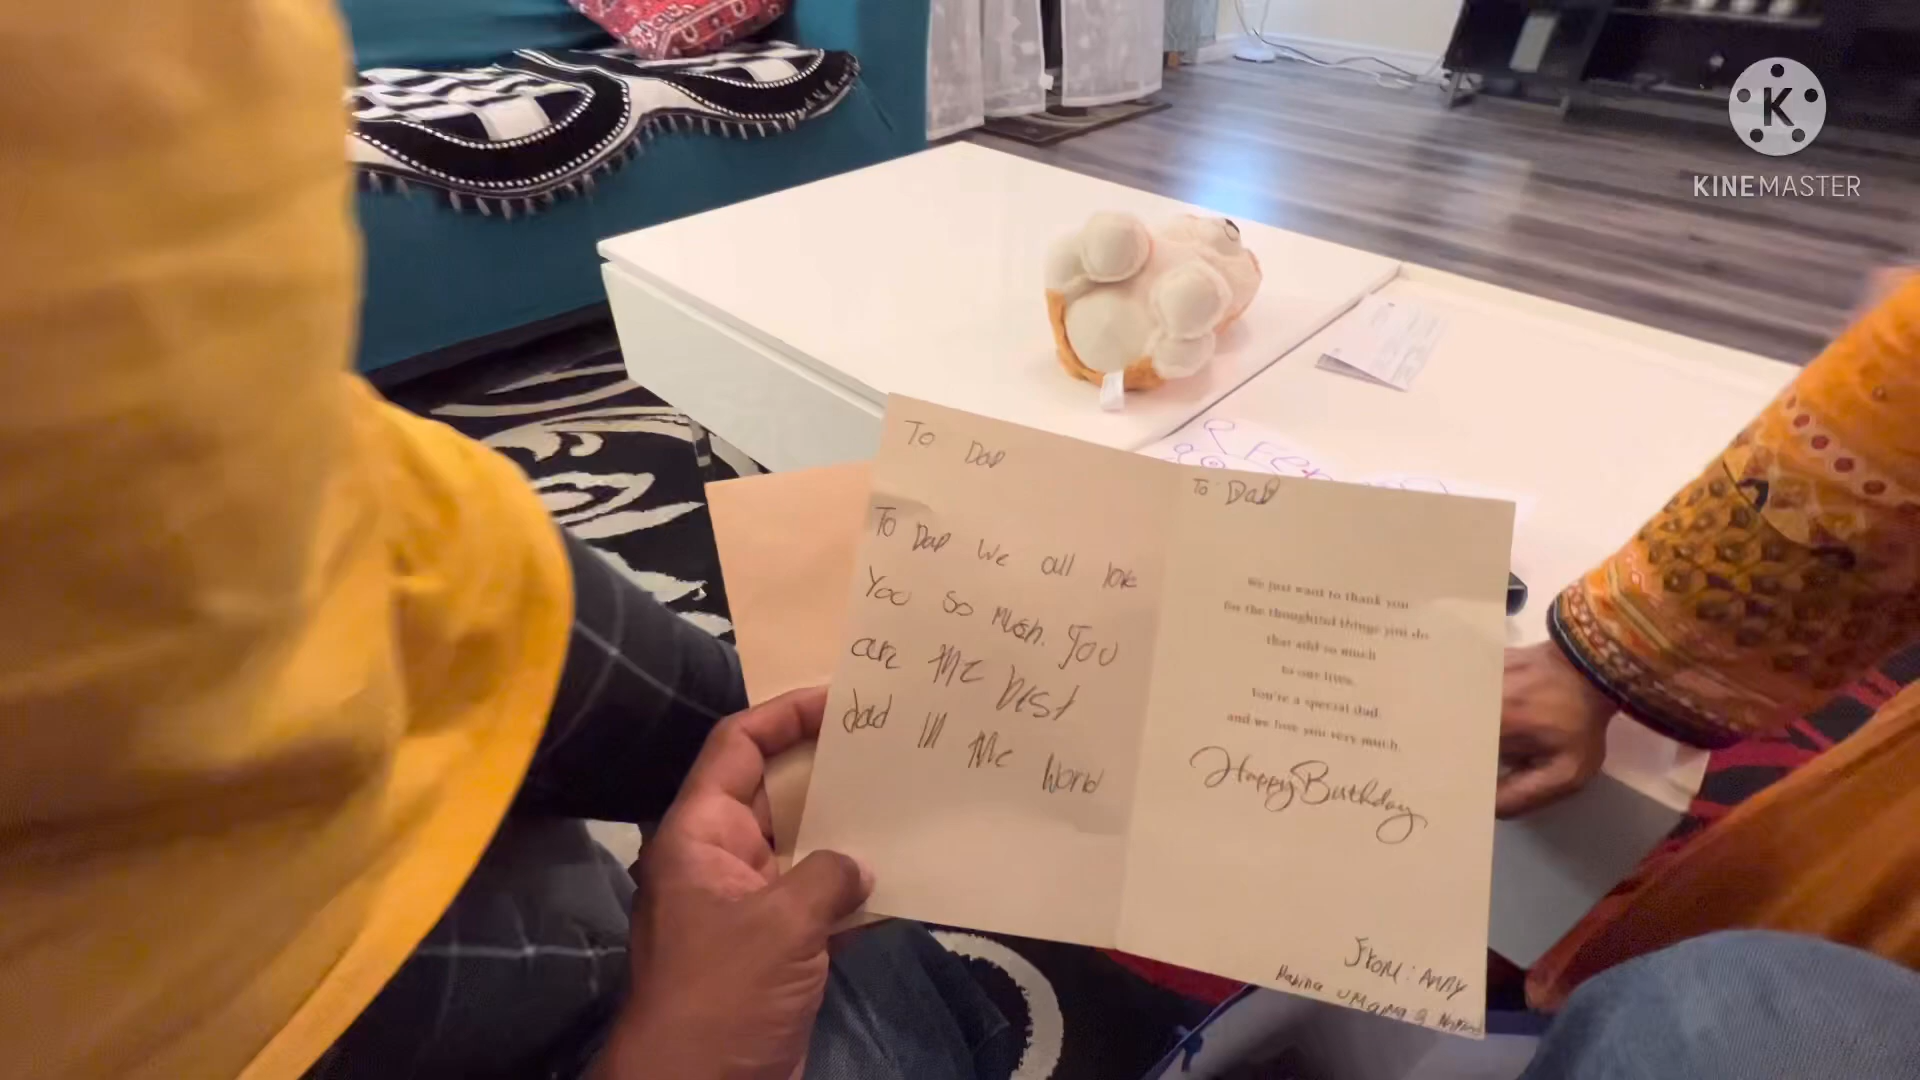 To Dad
To Dad we all love
You so mush. You
are the best
dad in the world
To Dad
We just want to thank you
for the thoughtful things you do
that add so much
to our lives.
You're a special dad
and we love you very much.
Happy Birthday
From: Amy
KINEMASTER